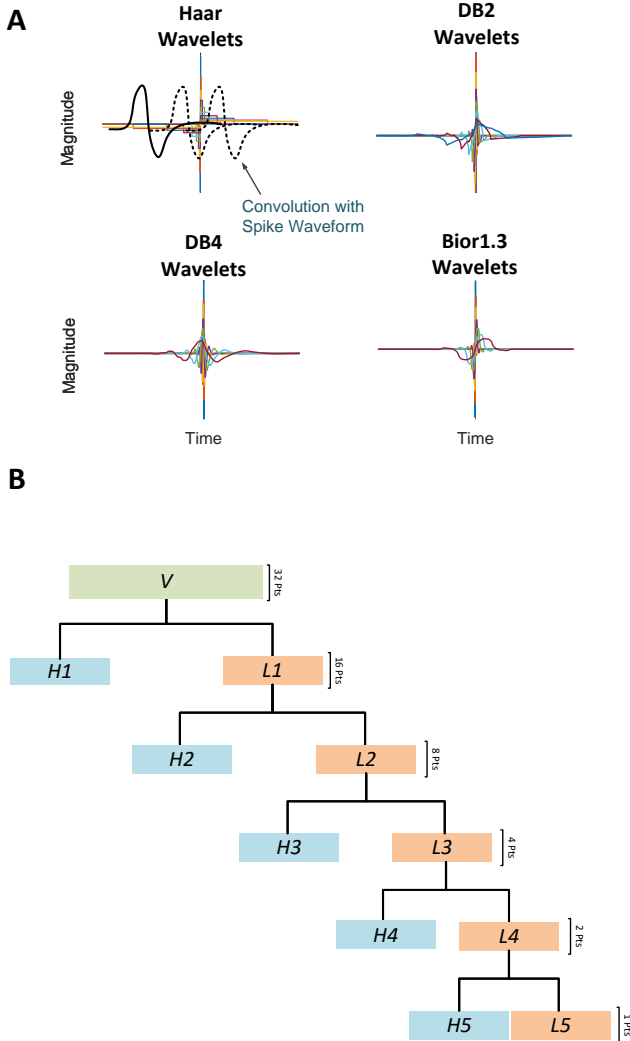 A
Haar
Wavelets
DB2
Wavelets
Magnitude
Convolution with
Spike Waveform
DB4
Wavelets
Bior1.3
Wavelets
Magnitude
Time
Time
B
V
32 Pts
H1
L1
16 Pts
H2
L2
8 Pts
H3
L3
4 Pts
H4
L4
2 Pts
H5
L5
1 Pts